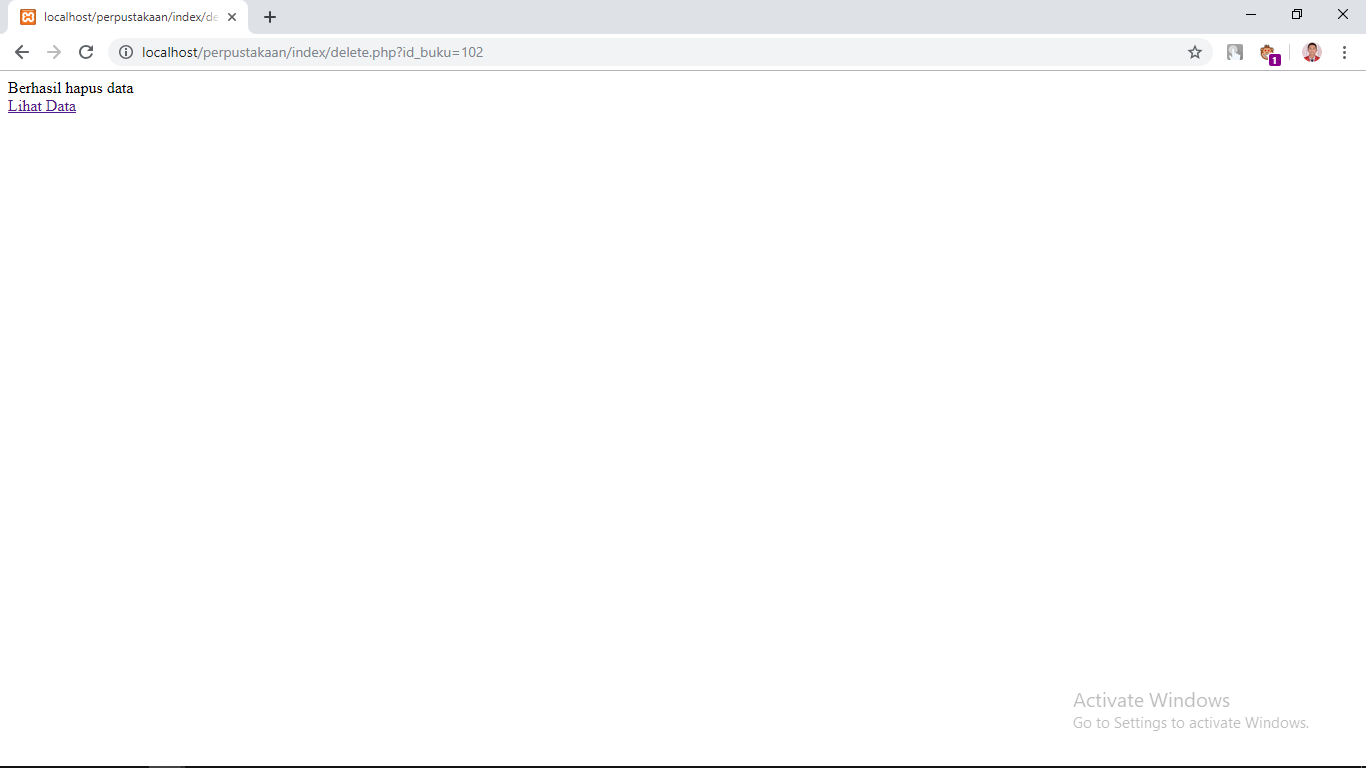 localhost/perpustakaan/index/de
localhost/perpustakaan/index/delete.php?id_buku=102
1
Berhasil hapus data
Lihat Data
Activate Windows
Go to Settings to activate Windows.